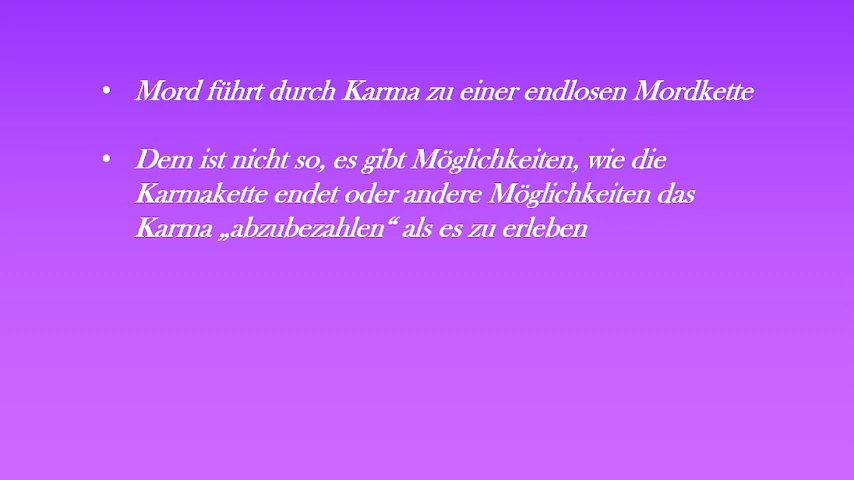 • Mord führt durch Karma zu einer endlosen Mordkette
• Dem ist nicht so, es gibt Möglichkeiten, wie die
Karmakette endet oder andere Möglichkeiten das
Karma „abzubezahlen“ als es zu erleben